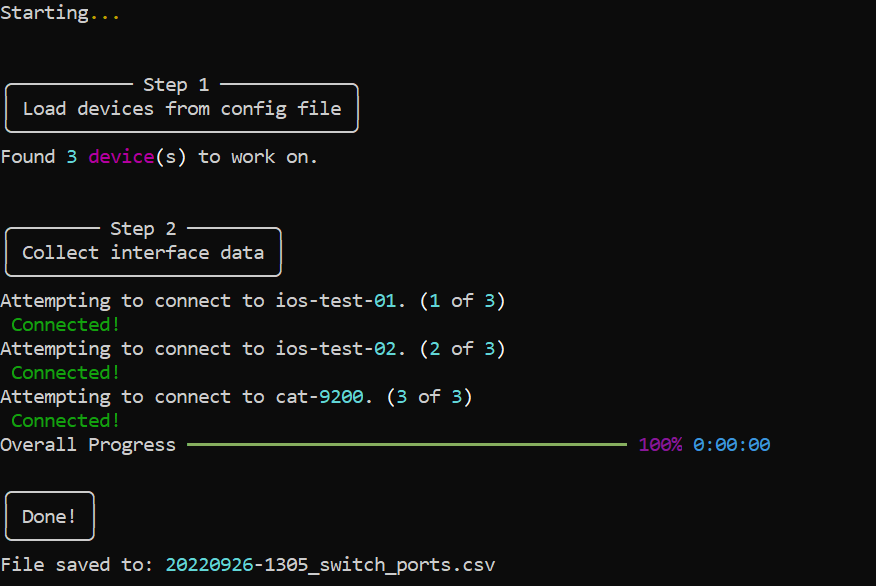 Starting...
Step 1
Load devices from config file
Found 3 device(s) to work on.
Step 2
Collect interface data
Attempting to connect to ios-test-01. (1 of 3)
Connected!
Attempting to connect to ios-test-02. (2 of 3)
Connected!
Attempting to connect to cat-9200. (3 of 3)
Connected!
Overall Progress 100% 0:00:00
Done!
File saved to: 20220926-1305_switch_ports.csv